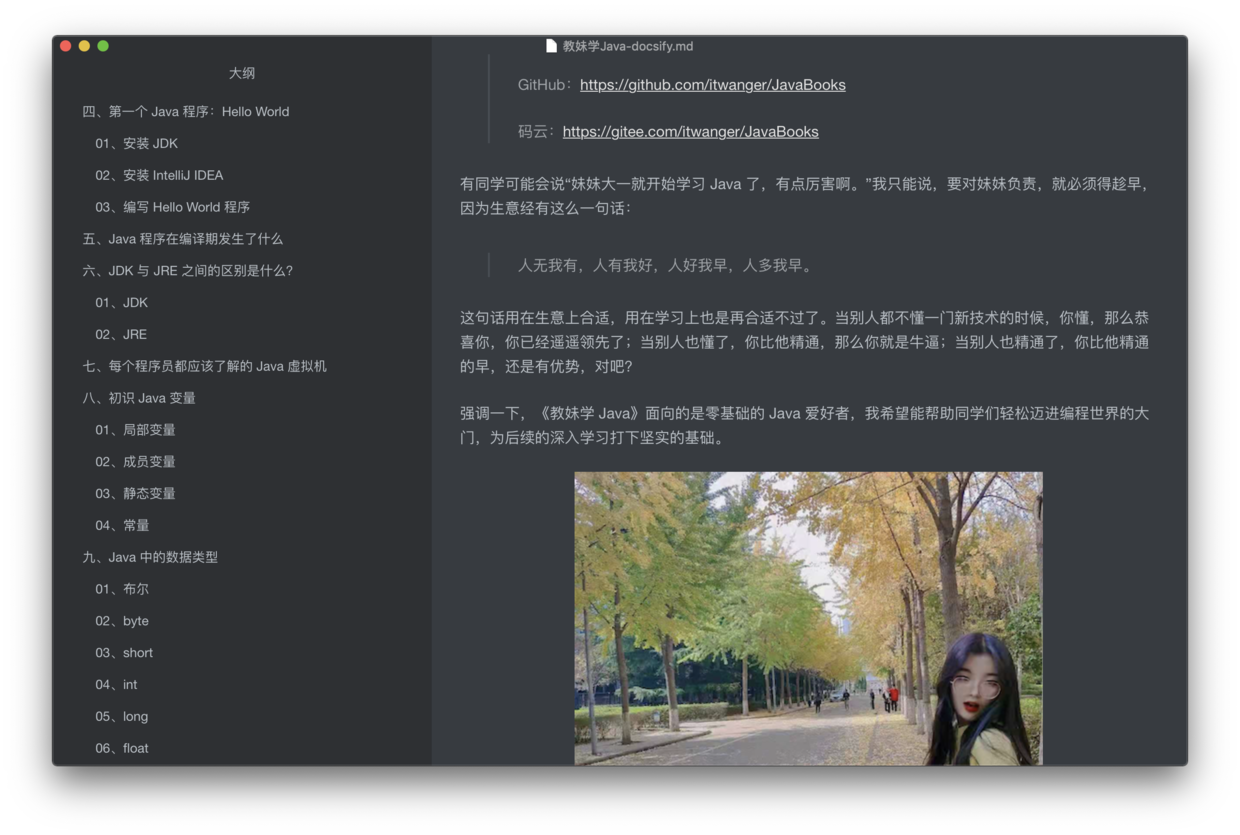 教妹学Java-docsify.md
大纲
四、第一个 Java 程序：Hello World
01、安装 JDK
02、安装 IntelliJ IDEA
03、编写 Hello World 程序
五、Java 程序在编译期发生了什么
六、JDK 与 JRE 之间的区别是什么？
01、JDK
02、JRE
七、每个程序员都应该了解的 Java 虚拟机
八、初识 Java 变量
01、局部变量
02、成员变量
03、静态变量
04、常量
九、Java 中的数据类型
01、布尔
02、byte
03、short
04、int
05、long
06、float
GitHub：https://github.com/itwanger/JavaBooks
码云：https://gitee.com/itwanger/JavaBooks
有同学可能会说“妹妹大一就开始学习 Java 了，有点厉害啊。”我只能说，要对妹妹负责，就必须得趁早，
因为生意经有这么一句话：
人无我有，人有我好，人好我早，人多我早。
这句话用在生意上合适，用在学习上也是再合适不过了。当别人都不懂一门新技术的时候，你懂，那么恭
喜你，你已经遥遥领先了；当别人也懂了，你比他精通，那么你就是牛逼；当别人也精通了，你比他精通
的早，还是有优势，对吧？
强调一下，《教妹学 Java》面向的是零基础的 Java 爱好者，我希望能帮助同学们轻松迈进编程世界的大
门，为后续的深入学习打下坚实的基础。